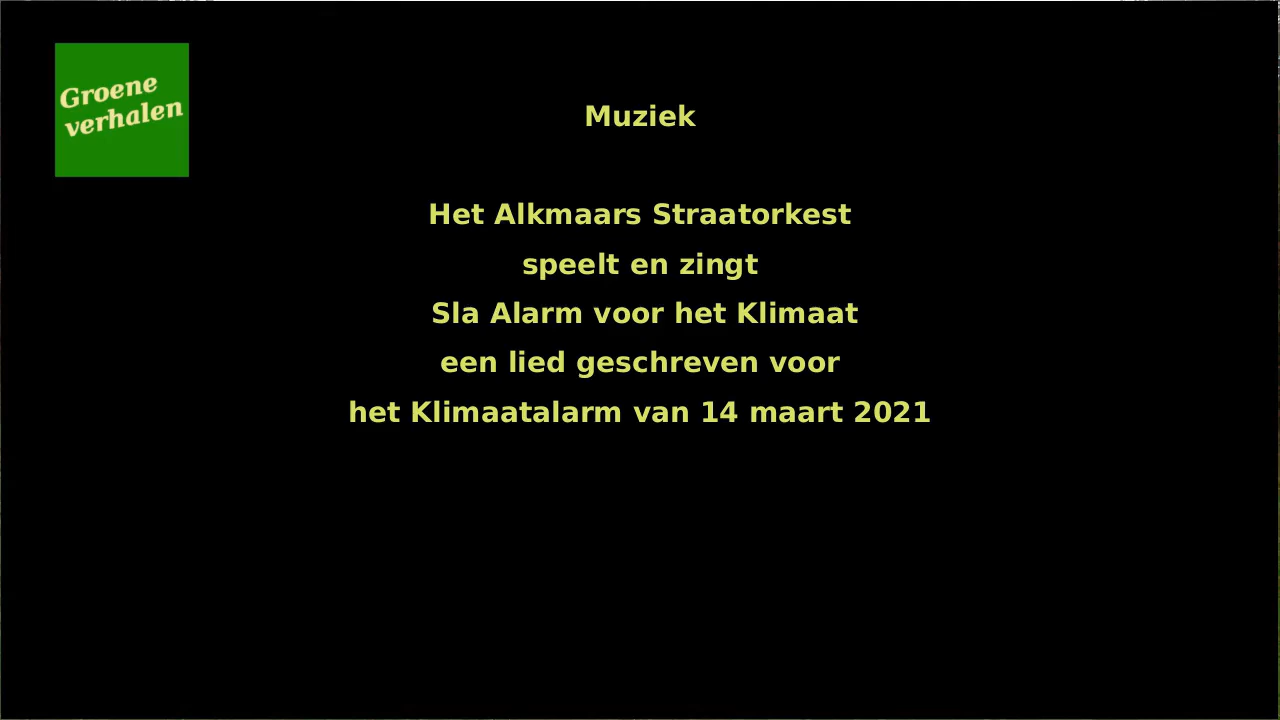 Groene
verhalen
Muziek
Het Alkmaars Straatorkest
speelt en zingt
Sla Alarm voor het Klimaat
een lied geschreven voor
het Klimaatalarm van 14 maart 2021